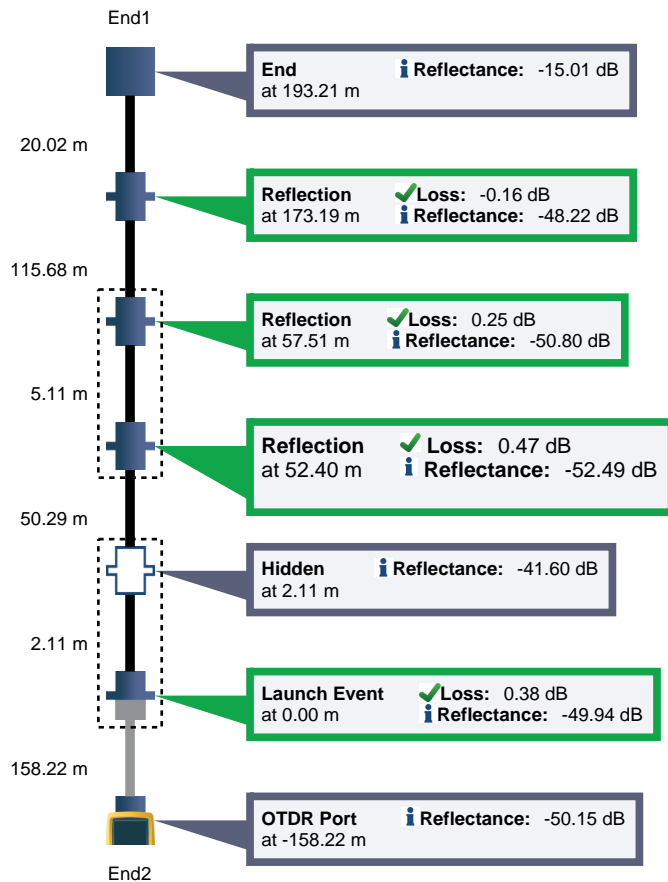 End1
End Reflectance: -15.01 dB
at 193.21 m
20.02 m
Reflection Loss: -0.16 dB
at 173.19 m Reflectance: -48.22 dB
115.68 m
Reflection Loss: 0.25 dB
at 57.51 m Reflectance: -50.80 dB
5.11 m
Reflection Loss: 0.47 dB
at 52.40 m Reflectance: -52.49 dB
50.29 m
Hidden Reflectance: -41.60 dB
at 2.11 m
2.11 m
Launch Event Loss: 0.38 dB
at 0.00 m Reflectance: -49.94 dB
158.22 m
OTDR Port Reflectance: -50.15 dB
at -158.22 m
End2